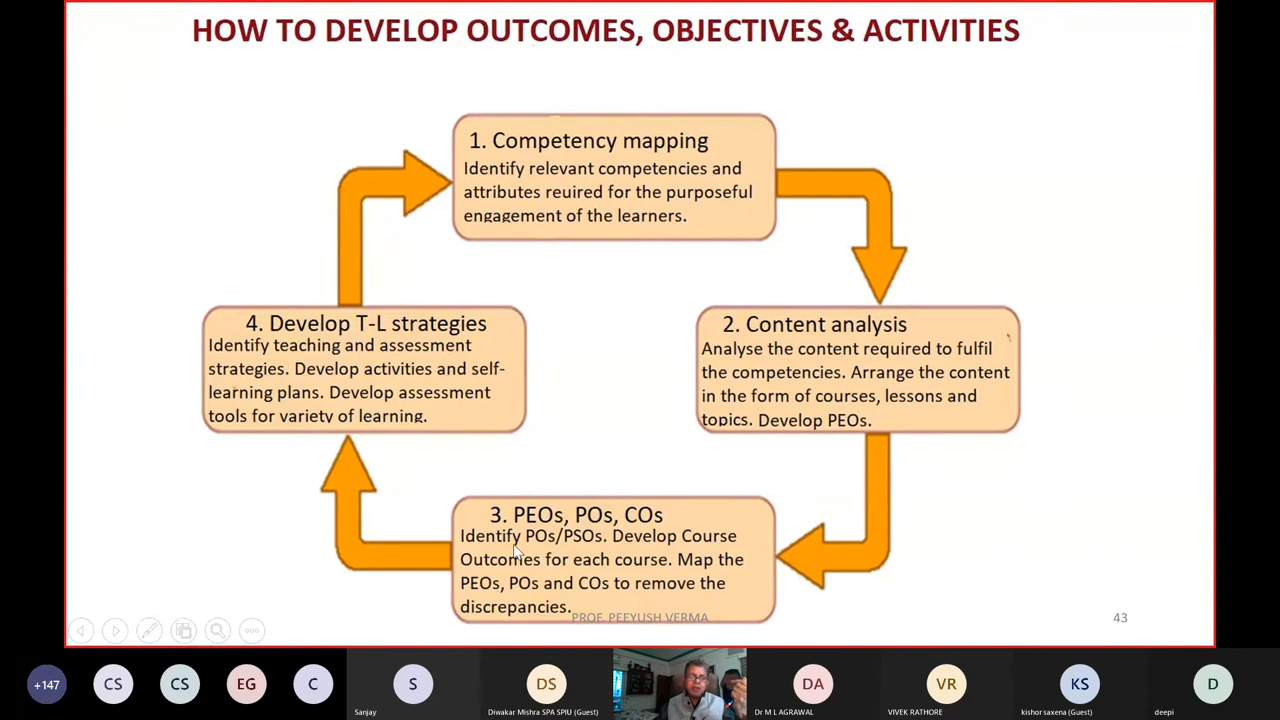 HOW TO DEVELOP OUTCOMES, OBJECTIVES & ACTIVITIES
1. Competency mapping
Identify relevant competencies and
attributes reuired for the purposeful
engagement of the learners.
2. Content analysis
Analyse the content required to fulfil
the competencies. Arrange the content
in the form of courses, lessons and
topics. Develop PEOs.
3. PEOs, POs, COs
Identify POs/PSOs. Develop Course
Outcomes for each course. Map the
PEOs, POs and COs to remove the
discrepancies.
4. Develop T-L strategies
Identify teaching and assessment
strategies. Develop activities and self-
learning plans. Develop assessment
tools for variety of learning.
PROF. PEEYUSH VERMA
43
+147
CS
CS
EG
C
S
Sanjay
DS
Diwakar Mishra SPA SPIU (Guest)
DA
Dr M L AGRAWAL
VR
VIVEK RATHORE
KS
kishor saxena (Guest)
D
deepi